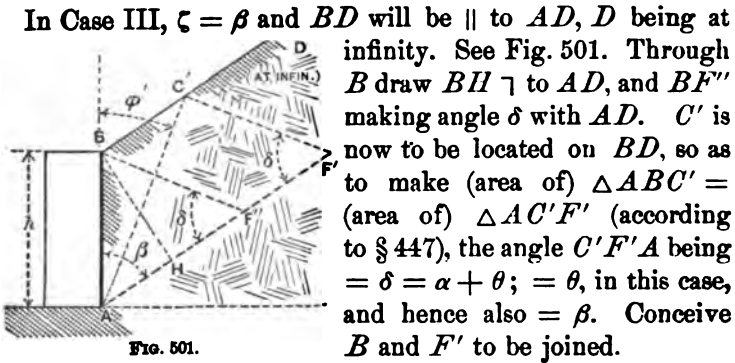 In Case III, ζ = β and BD will be || to AD, D being at
infinity. See Fig. 501. Through
B draw BH ⅂ to AD, and BF″
making angle δ with AD. C′ is
now to be located on BD, so as
to make (area of) △ABC′ =
(area of) △AC′F′ (according
to § 447), the angle C′F′A being
= δ = α + θ; = θ, in this case,
and hence also = β. Conceive
B and F′ to be joined.
D
(AT INFIN.)
C′
φ′
B
δ
F′
h
δ
F″
β
H
A
Fig. 501.